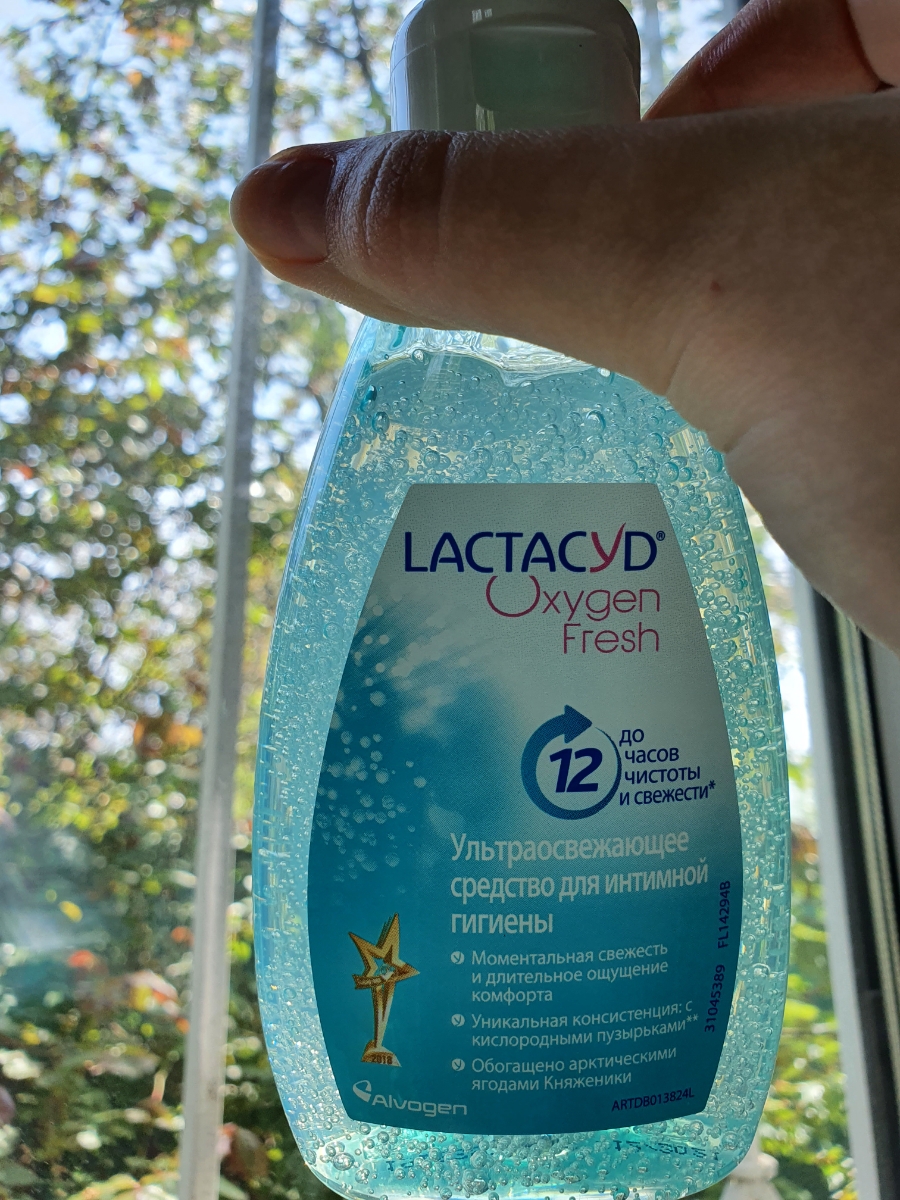 LACTACYD®
Oxygen
Fresh
12
до
часов
чистоты
и свежести*
Ультраосвежающее
средство для интимной
гигиены
Моментальная свежесть
и длительное ощущение
комфорта
Уникальная консистенция: с
кислородными пузырьками**
Обогащено арктическими
ягодами Княженики
31045389 FL14294B
2018
Alvogen
ARTDB013824L